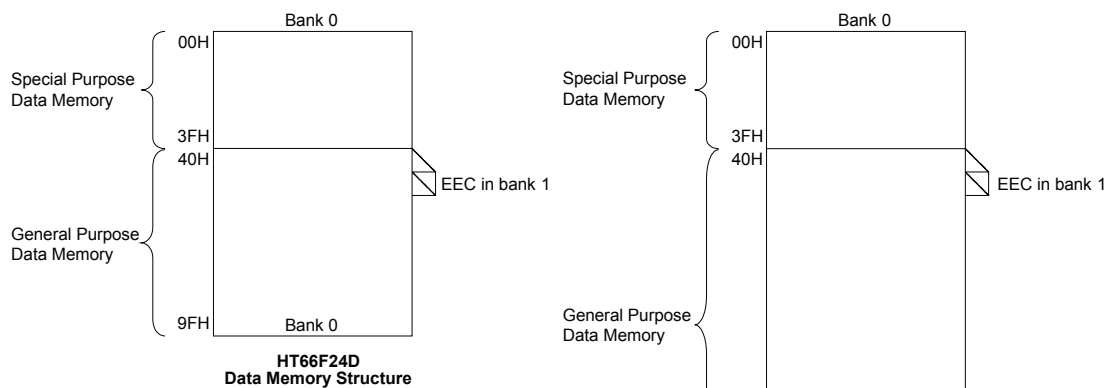 Bank 0
00H
Special Purpose
Data Memory
3FH
40H
EEC in bank 1
General Purpose
Data Memory
9FH
Bank 0
HT66F24D
Data Memory Structure
Bank 0
00H
Special Purpose
Data Memory
3FH
40H
EEC in bank 1
General Purpose
Data Memory